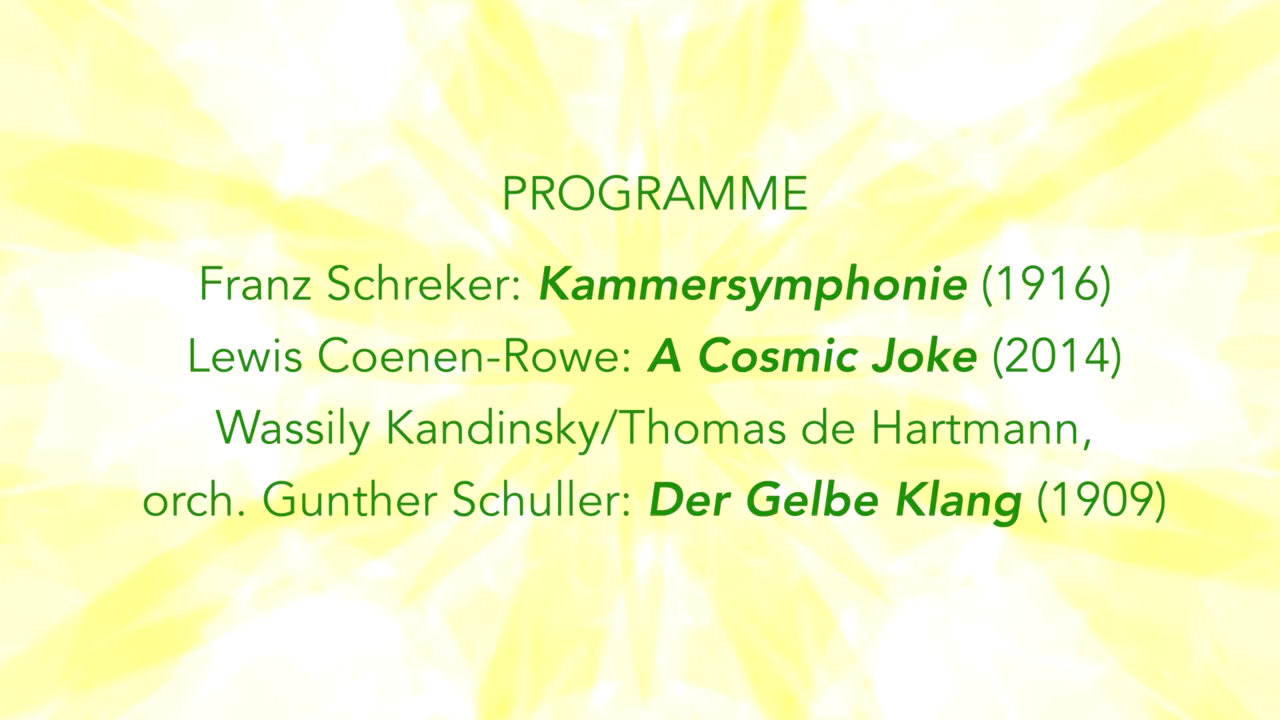 PROGRAMME
Franz Schreker: Kammersymphonie (1916)
Lewis Coenen-Rowe: A Cosmic Joke (2014)
Wassily Kandinsky/Thomas de Hartmann,
orch. Gunther Schuller: Der Gelbe Klang (1909)